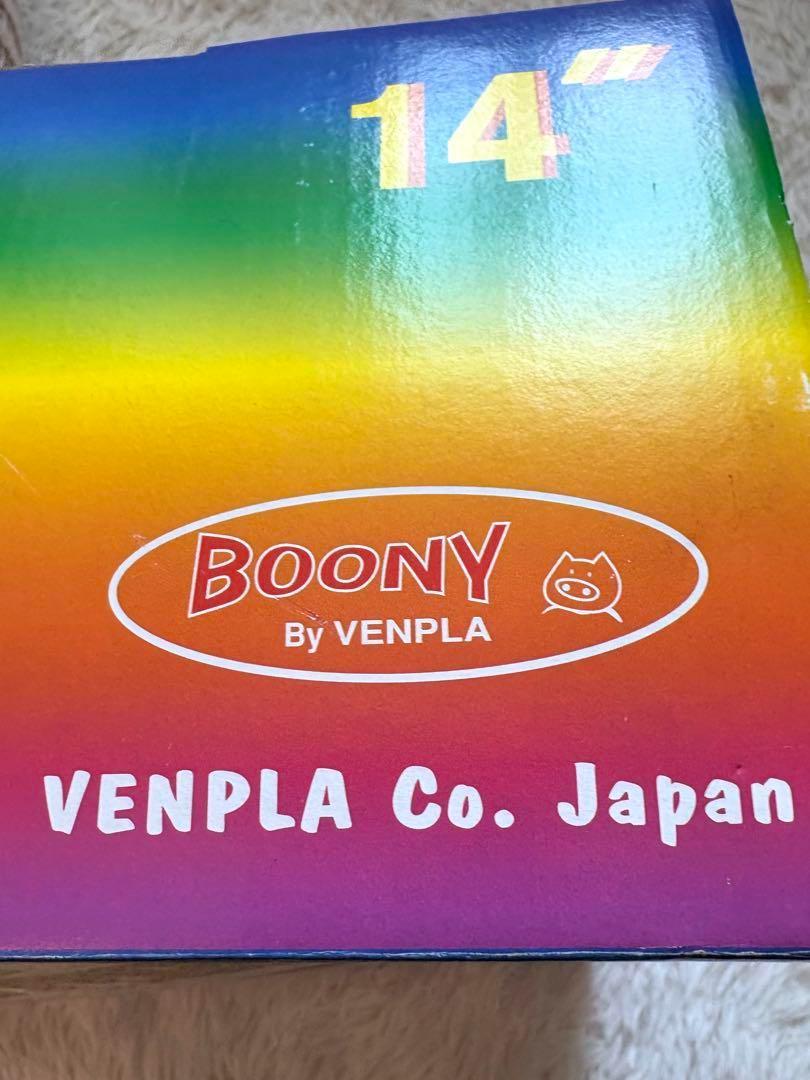 14"
BOONY
By VENPLA
VENPLA Co. Japan